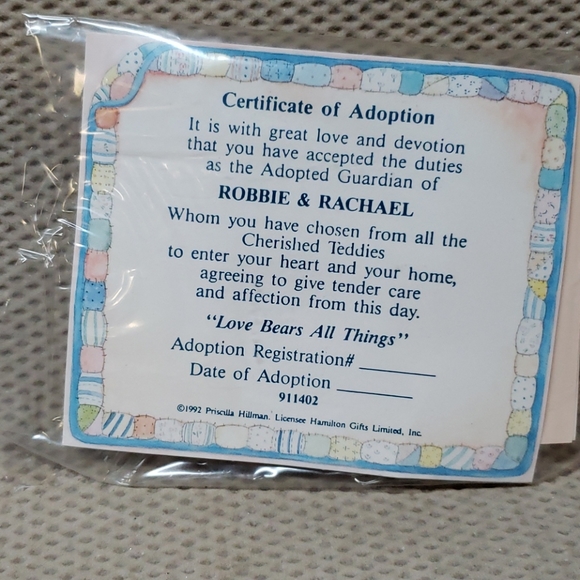 Certificate of Adoption
It is with great love and devotion
that you have accepted the duties
as the Adopted Guardian of
ROBBIE & RACHAEL
Whom you have chosen from all the
Cherished Teddies
to enter your heart and your home,
agreeing to give tender care
and affection from this day.
"Love Bears All Things"
Adoption Registration# ________
Date of Adoption ________
911402
©1992 Priscilla Hillman. Licensee Hamilton Gifts Limited, Inc.